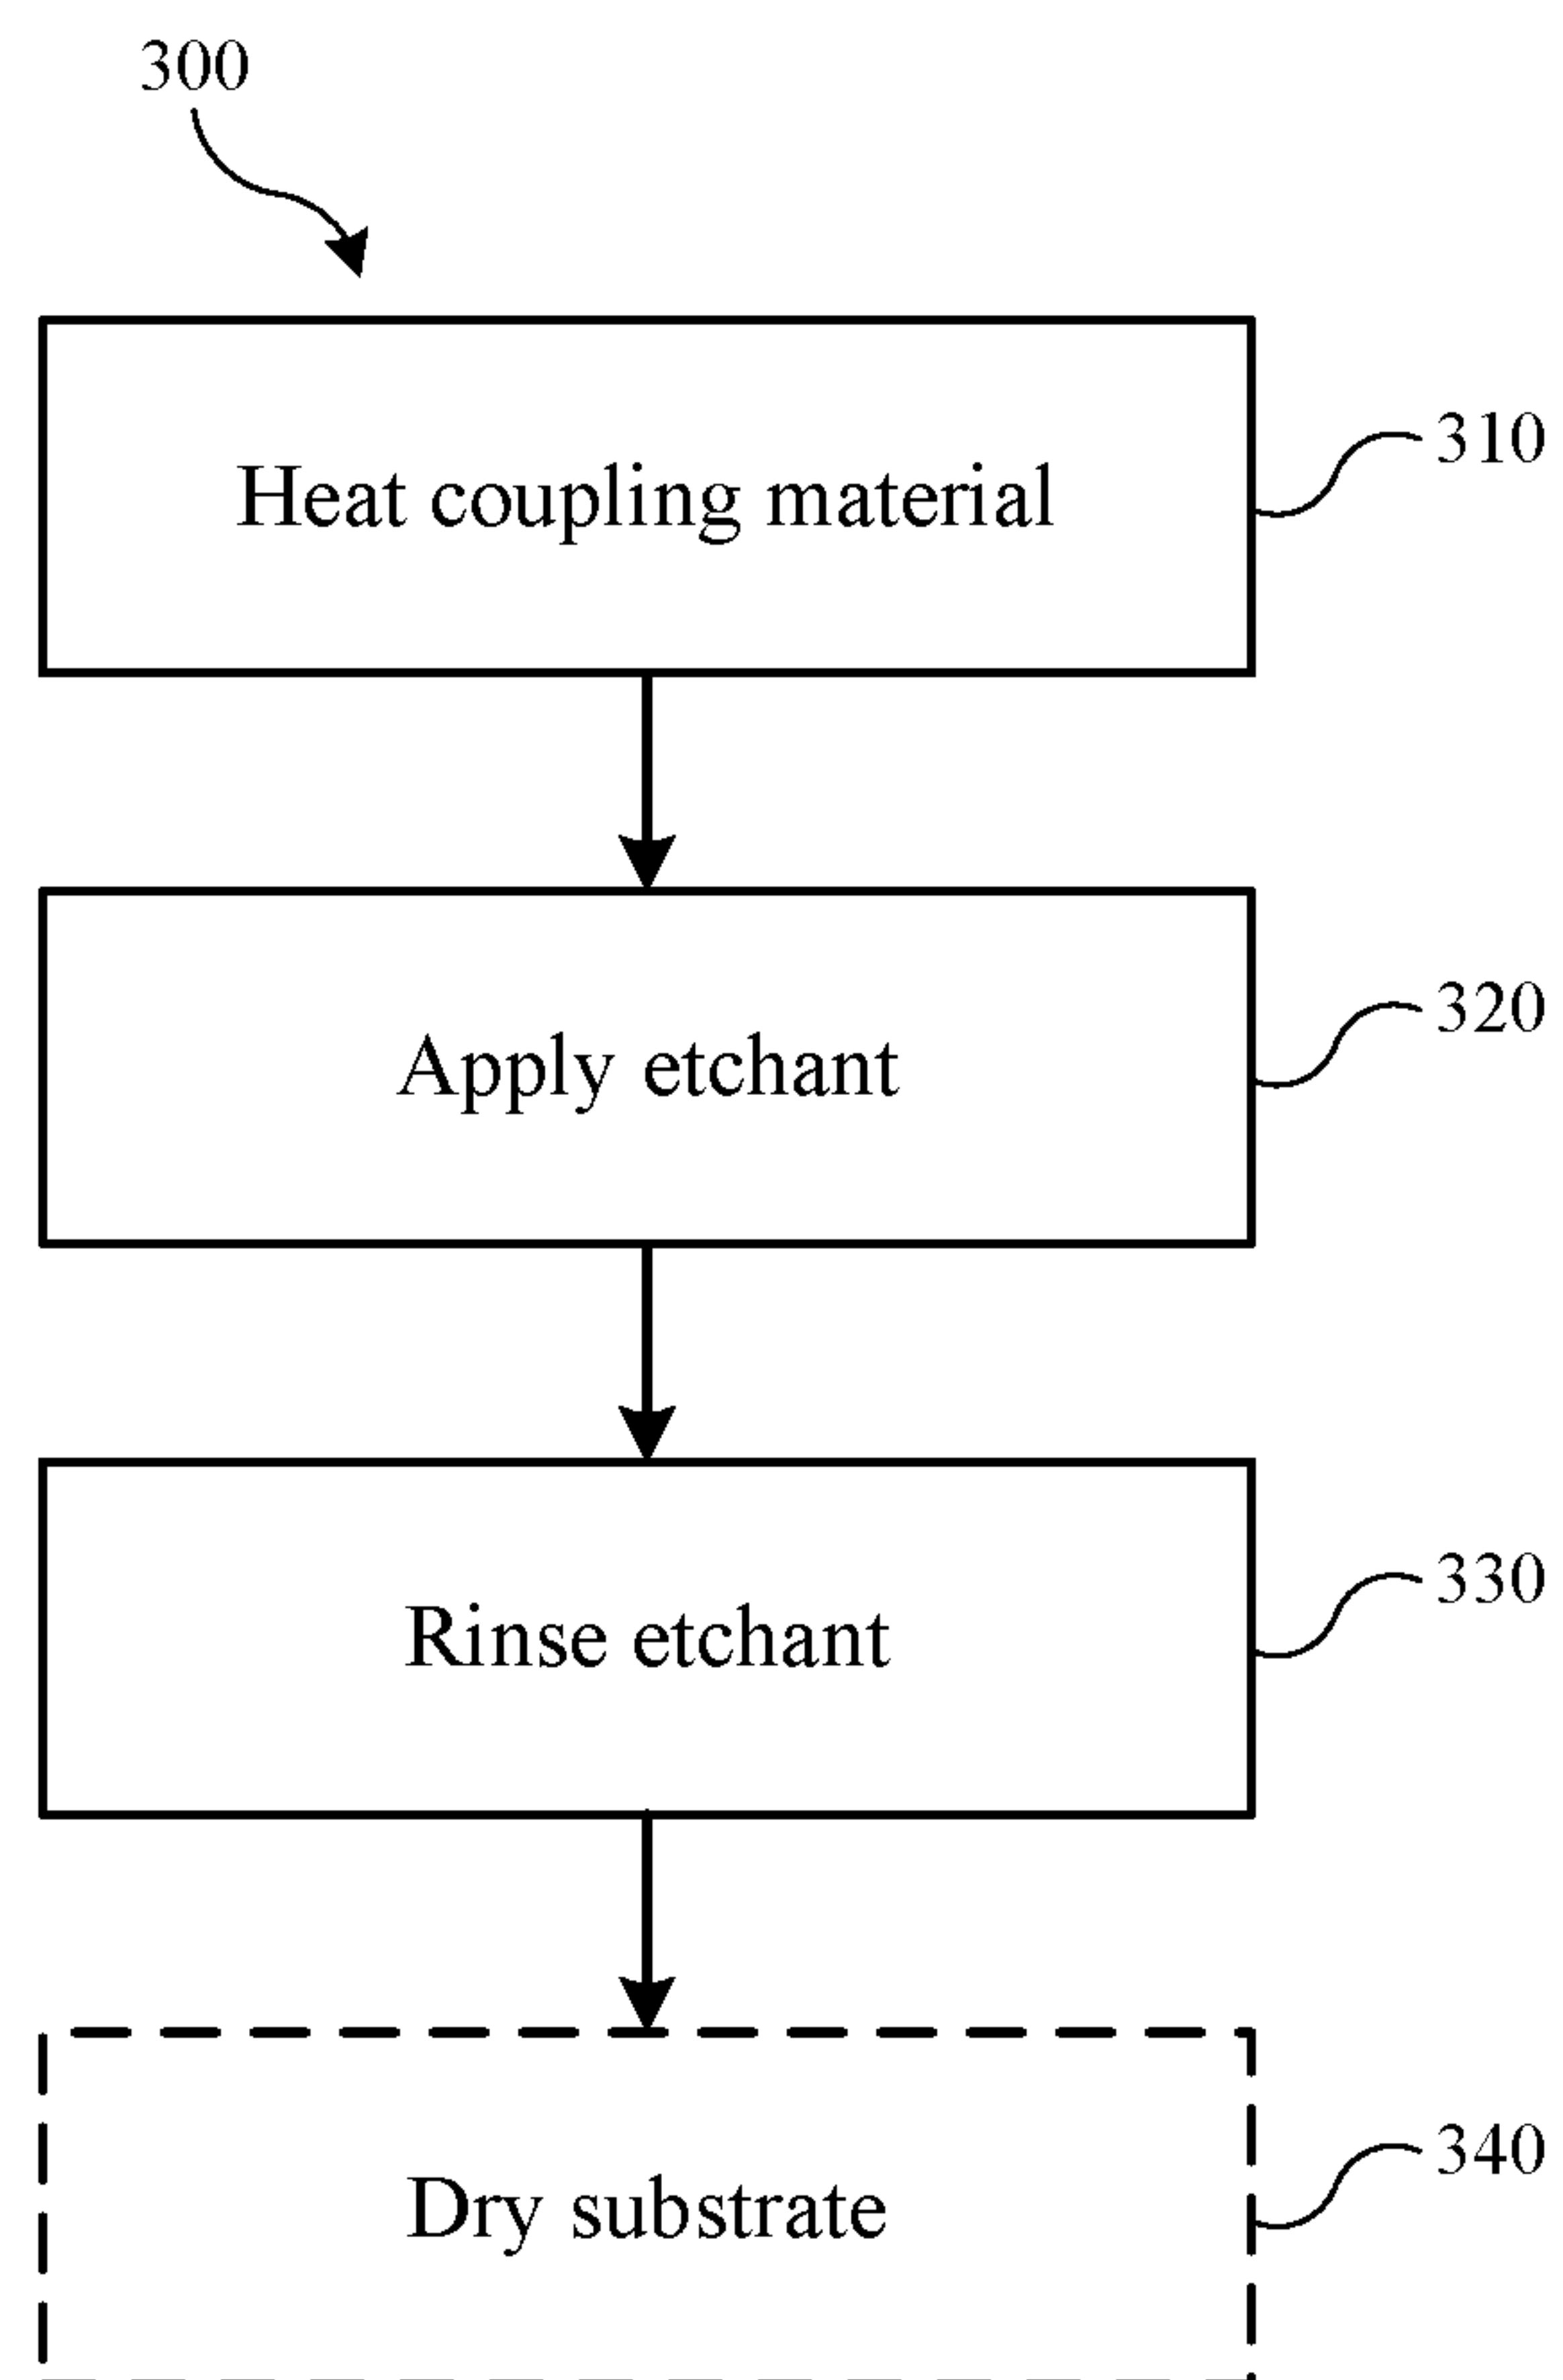 300
Heat coupling material
310
Apply etchant
320
Rinse etchant
330
Dry substrate
340